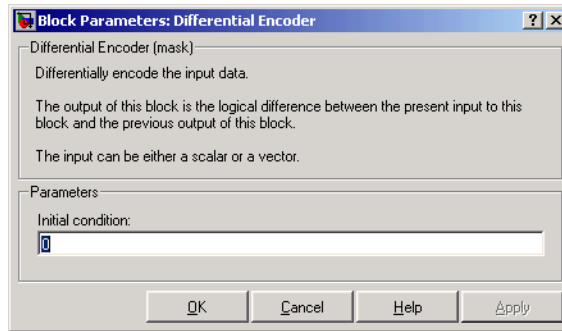 Block Parameters: Differential Encoder
Differential Encoder (mask)
Differentially encode the input data.
The output of this block is the logical difference between the present input to this
block and the previous output of this block.
The input can be either a scalar or a vector.
Parameters
Initial condition:
0
OK Cancel Help Apply